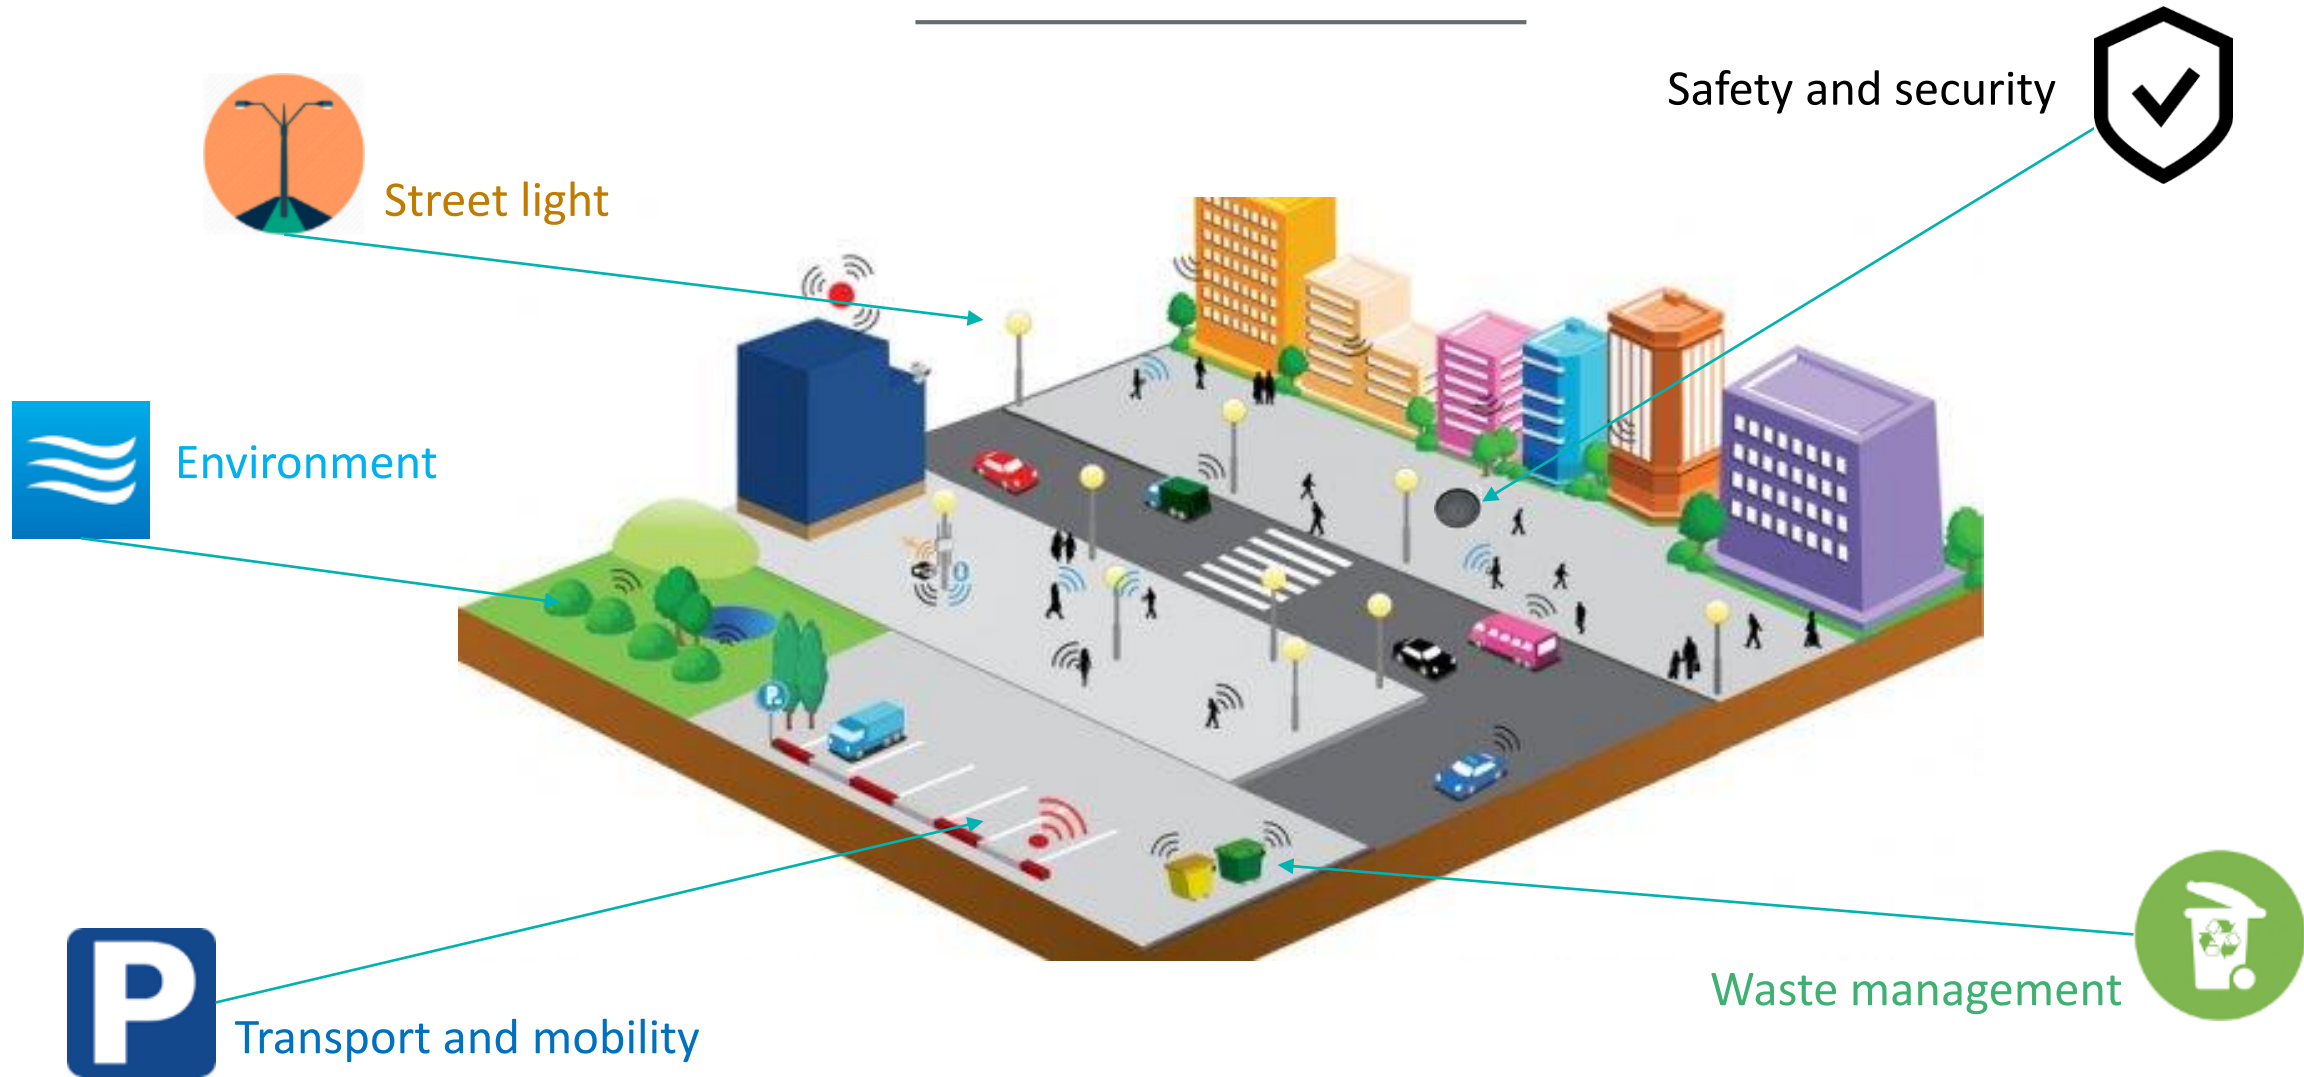 Safety and security
Street light
Environment
P
P
Transport and mobility
Waste management